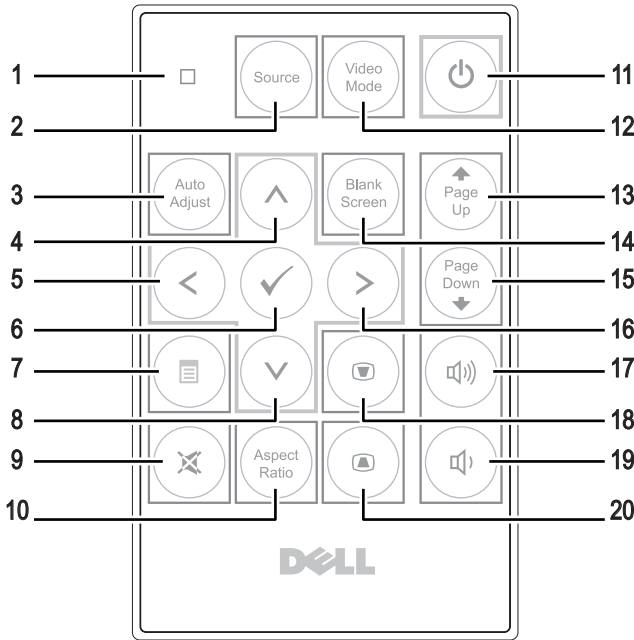 1
2
3
4
5
6
7
8
9
10
11
12
13
14
15
16
17
18
19
20
Source
Video
Mode
Auto
Adjust
Blank
Screen
Page
Up
Page
Down
Aspect
Ratio
DELL